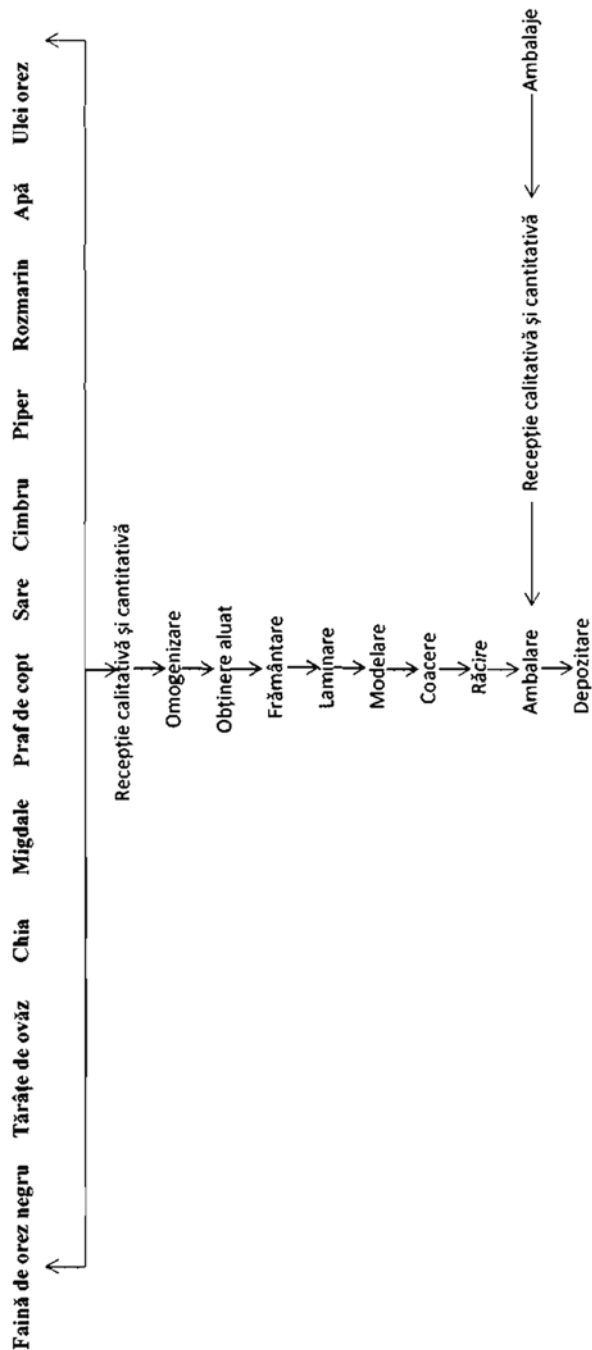 Faină de orez negru Tărâțe de ovăz Chia Migdale Praf de copt Sare Cimbru Piper Rozmarin Apă Ulei orez
Recepție calitativă și cantitativă
Omogenizare
Obținere aluat
Frământare
Laminare
Modelare
Coacere
Răcire
Ambalare Recepție calitativă și cantitativă Ambalaje
Depozitare